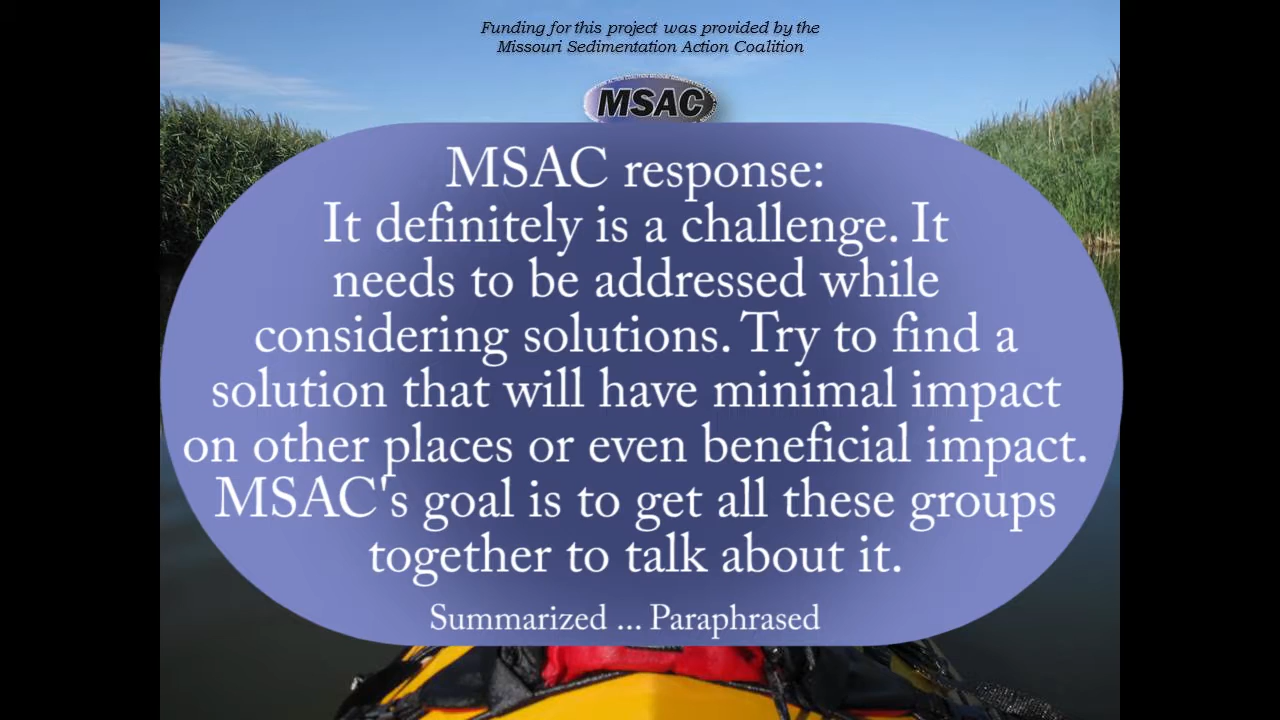 Funding for this project was provided by the
Missouri Sedimentation Action Coalition
MSAC
MSAC response:
It definitely is a challenge. It
needs to be addressed while
considering solutions. Try to find a
solution that will have minimal impact
on other places or even beneficial impact.
MSAC's goal is to get all these groups
together to talk about it.
Summarized ... Paraphrased